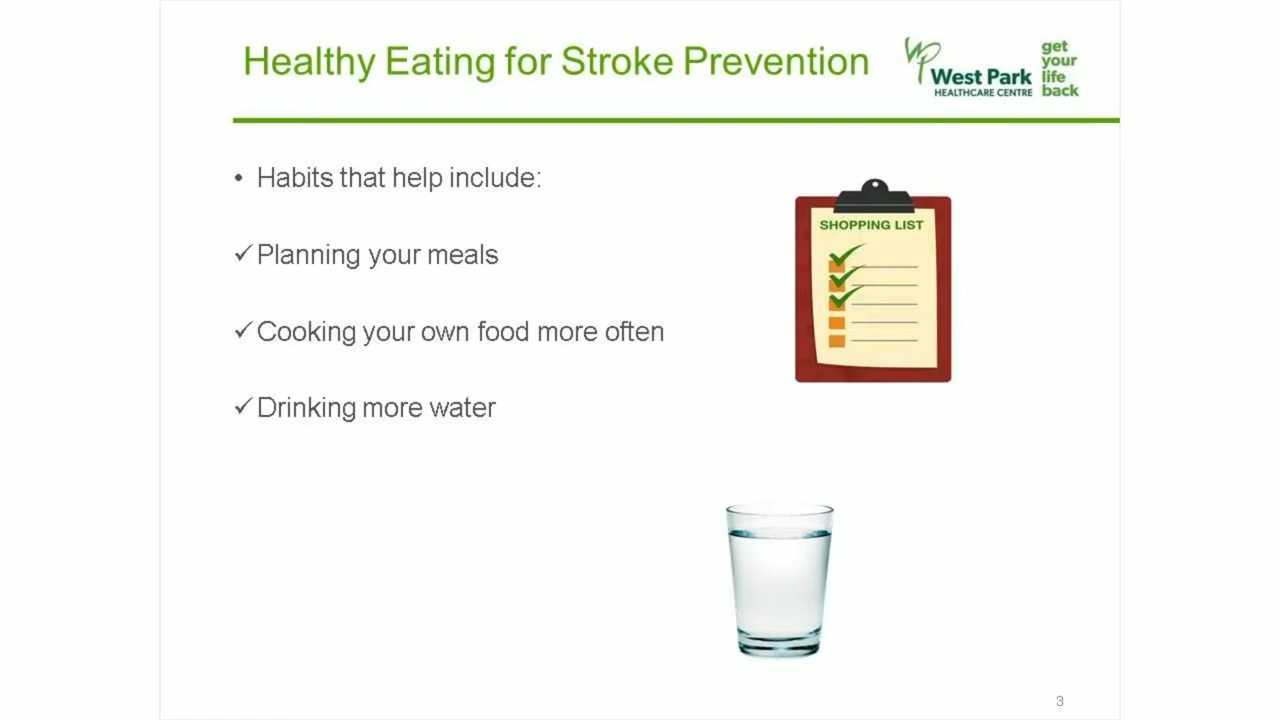 Healthy Eating for Stroke Prevention
West Park
HEALTHCARE CENTRE
get
your
life
back
• Habits that help include:
✓Planning your meals
✓Cooking your own food more often
✓Drinking more water
SHOPPING LIST
3